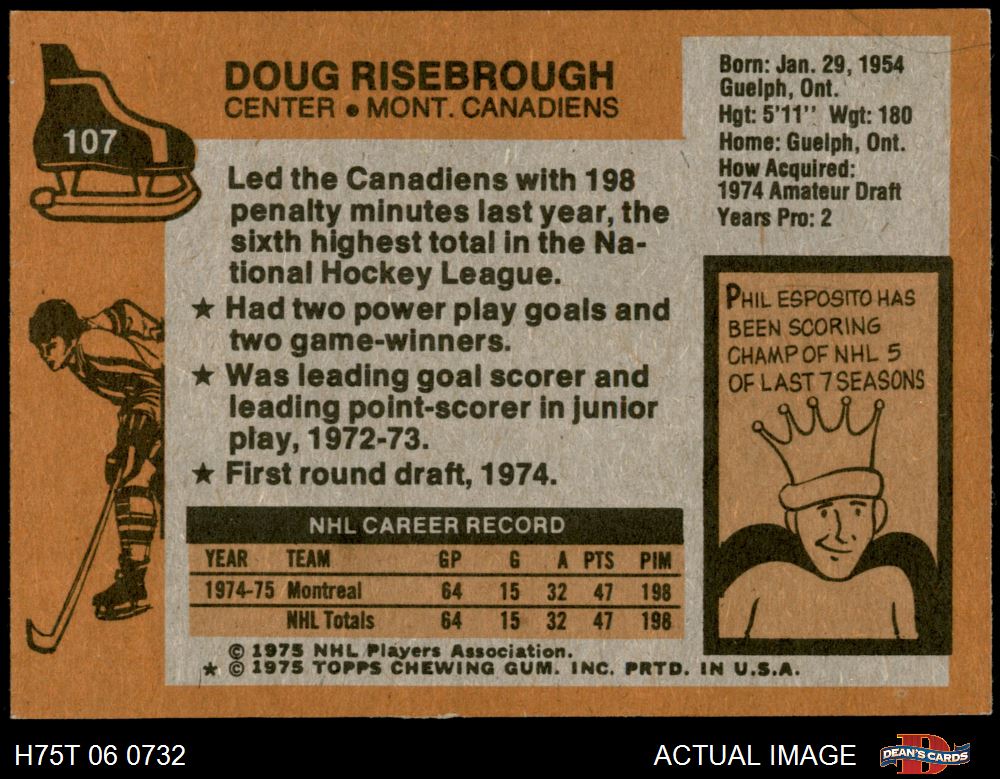 107
DOUG RISEBROUGH
CENTER ● MONT. CANADIENS
Born: Jan. 29, 1954
Guelph, Ont.
Hgt: 5'11'' Wgt: 180
Home: Guelph, Ont.
How Acquired:
1974 Amateur Draft
Years Pro: 2
Led the Canadiens with 198
penalty minutes last year, the
sixth highest total in the Na-
tional Hockey League.
★ Had two power play goals and
two game-winners.
★ Was leading goal scorer and
leading point-scorer in junior
play, 1972-73.
★ First round draft, 1974.
PHIL ESPOSITO HAS
BEEN SCORING
CHAMP OF NHL 5
OF LAST 7 SEASONS
NHL CAREER RECORD
YEAR TEAM GP G A PTS PIM
1974-75 Montreal 64 15 32 47 198
NHL Totals 64 15 32 47 198
© 1975 NHL Players Association.
★ © 1975 TOPPS CHEWING GUM. INC. PRTD. IN U.S.A.
H75T 06 0732
ACTUAL IMAGE
D
DEAN'S CARDS